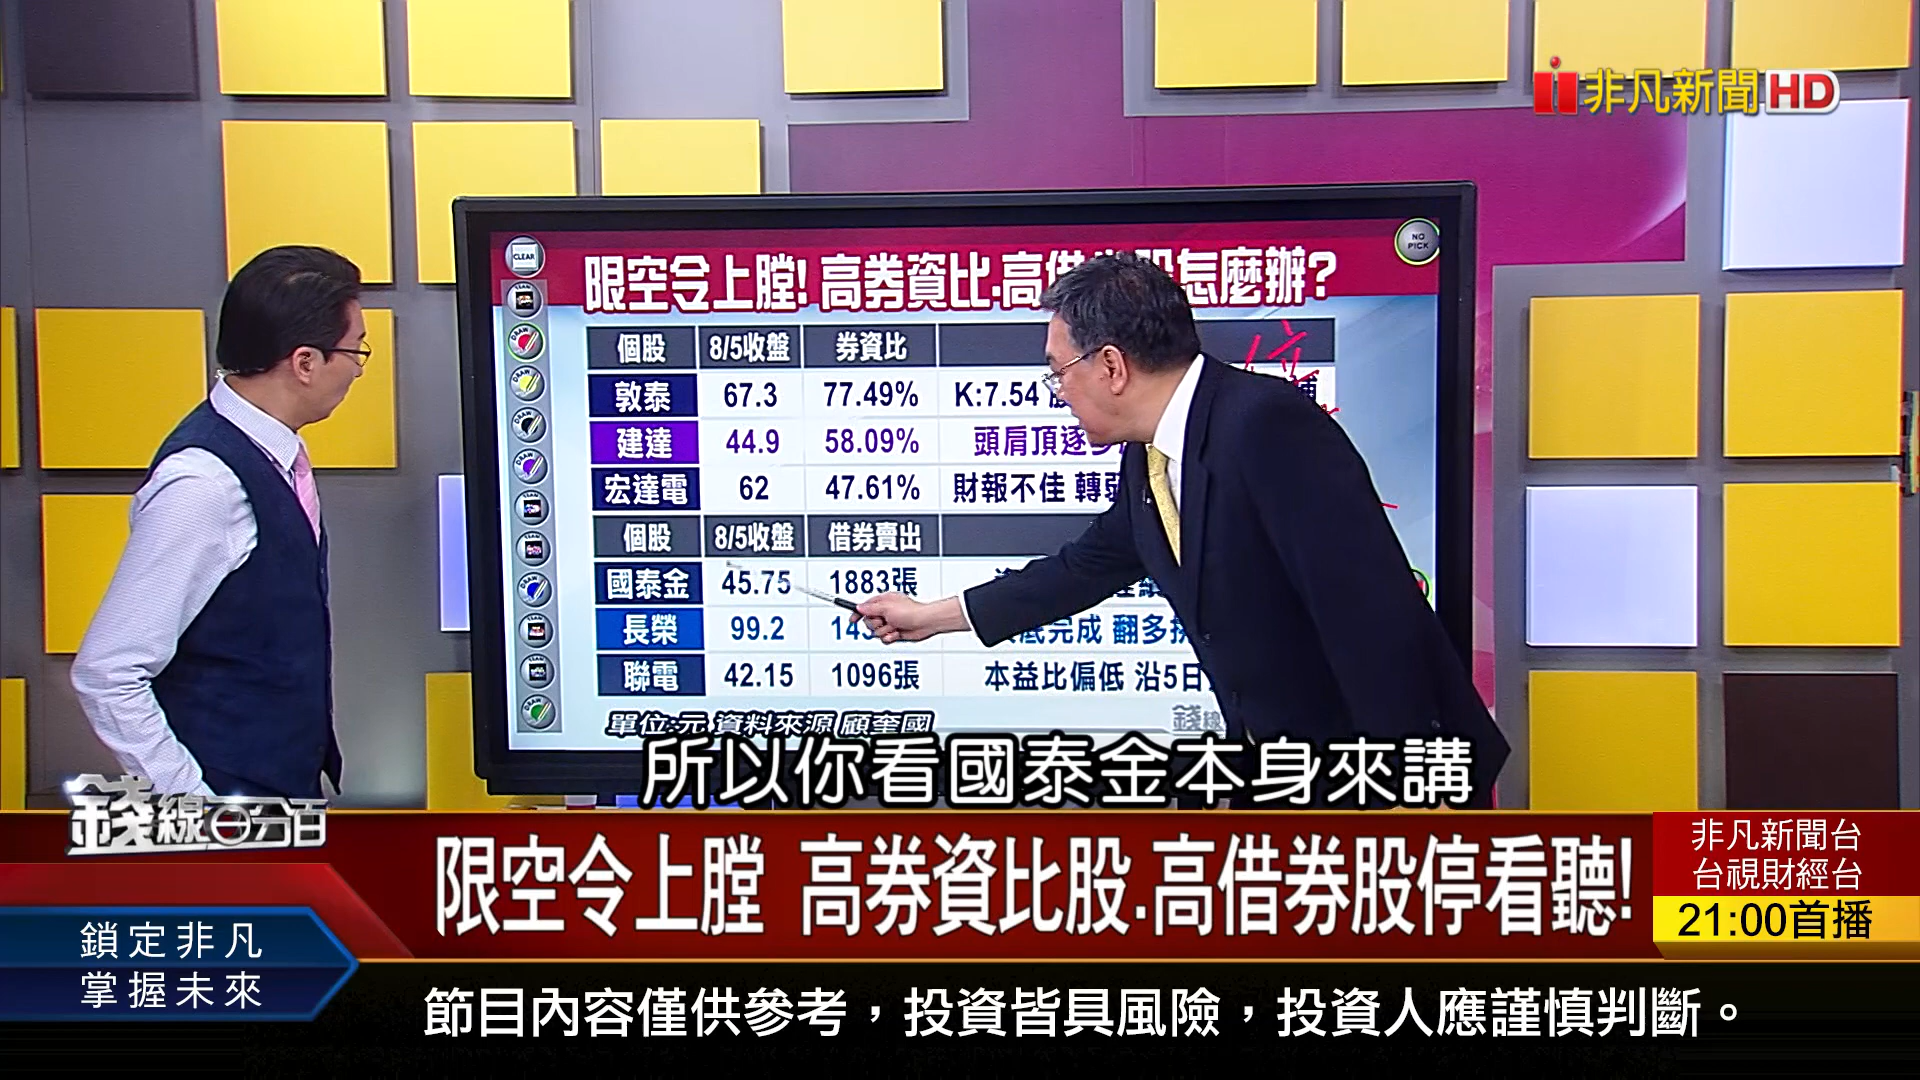 非凡新聞HD
CLEAR
NO PICK
限空令上膛!高券資比.高借 怎麼辦?
個股 8/5收盤 券資比
敦泰 67.3 77.49% K:7.54
建達 44.9 58.09% 頭肩頂逐
宏達電 62 47.61% 財報不佳 轉弱
個股 8/5收盤 借券賣出
國泰金 45.75 1883張
長榮 99.2 143 底完成 翻多
聯電 42.15 1096張 本益比偏低 沿5日
單位:元 資料來源 顧奎國
錢線
所以你看國泰金本身來講
錢線百分百
限空令上膛 高券資比股.高借券股停看聽!
非凡新聞台
台視財經台
21:00首播
鎖定非凡
掌握未來
節目內容僅供參考，投資皆具風險，投資人應謹慎判斷。